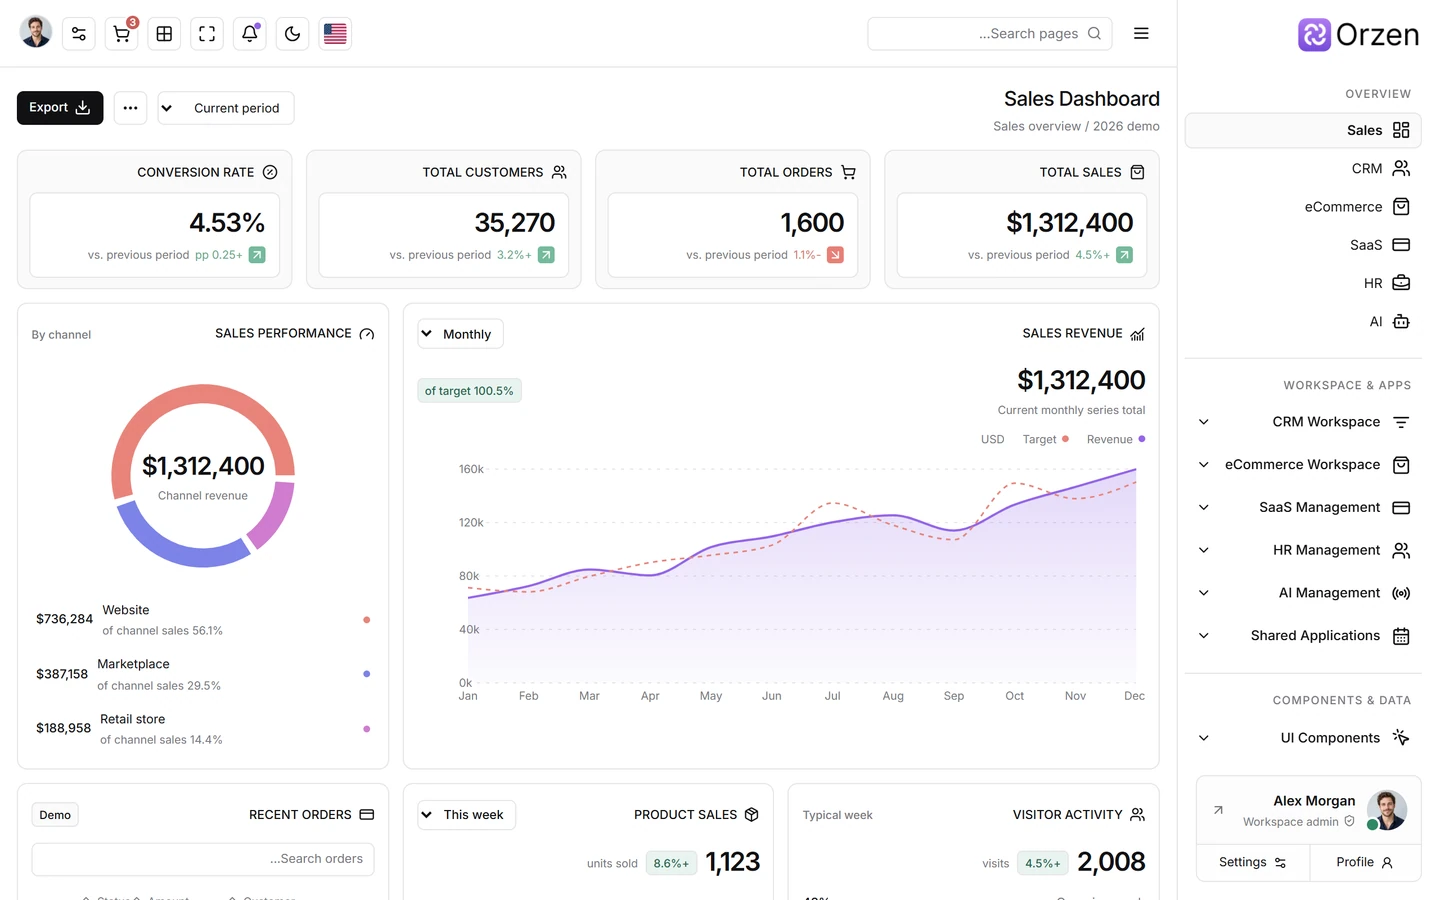 3
...Search pages
Orzen
OVERVIEW
Sales
CRM
eCommerce
SaaS
HR
AI
WORKSPACE & APPS
CRM Workspace
eCommerce Workspace
SaaS Management
HR Management
AI Management
Shared Applications
COMPONENTS & DATA
UI Components
Alex Morgan
Workspace admin
Settings
Profile
Export
Current period
Sales Dashboard
Sales overview / 2026 demo
CONVERSION RATE
4.53%
vs. previous period pp 0.25+
TOTAL CUSTOMERS
35,270
vs. previous period 3.2%+
TOTAL ORDERS
1,600
vs. previous period 1.1%-
TOTAL SALES
$1,312,400
vs. previous period 4.5%+
By channel
SALES PERFORMANCE
$1,312,400
Channel revenue
$736,284
Website
of channel sales 56.1%
$387,158
Marketplace
of channel sales 29.5%
$188,958
Retail store
of channel sales 14.4%
Monthly
SALES REVENUE
of target 100.5%
$1,312,400
Current monthly series total
USD Target Revenue
160k
120k
80k
40k
0k
Jan Feb Mar Apr May Jun Jul Aug Sep Oct Nov Dec
Demo
RECENT ORDERS
...Search orders
Status Amount Customer
This week
PRODUCT SALES
units sold 8.6%+ 1,123
Typical week
VISITOR ACTIVITY
visits 4.5%+ 2,008